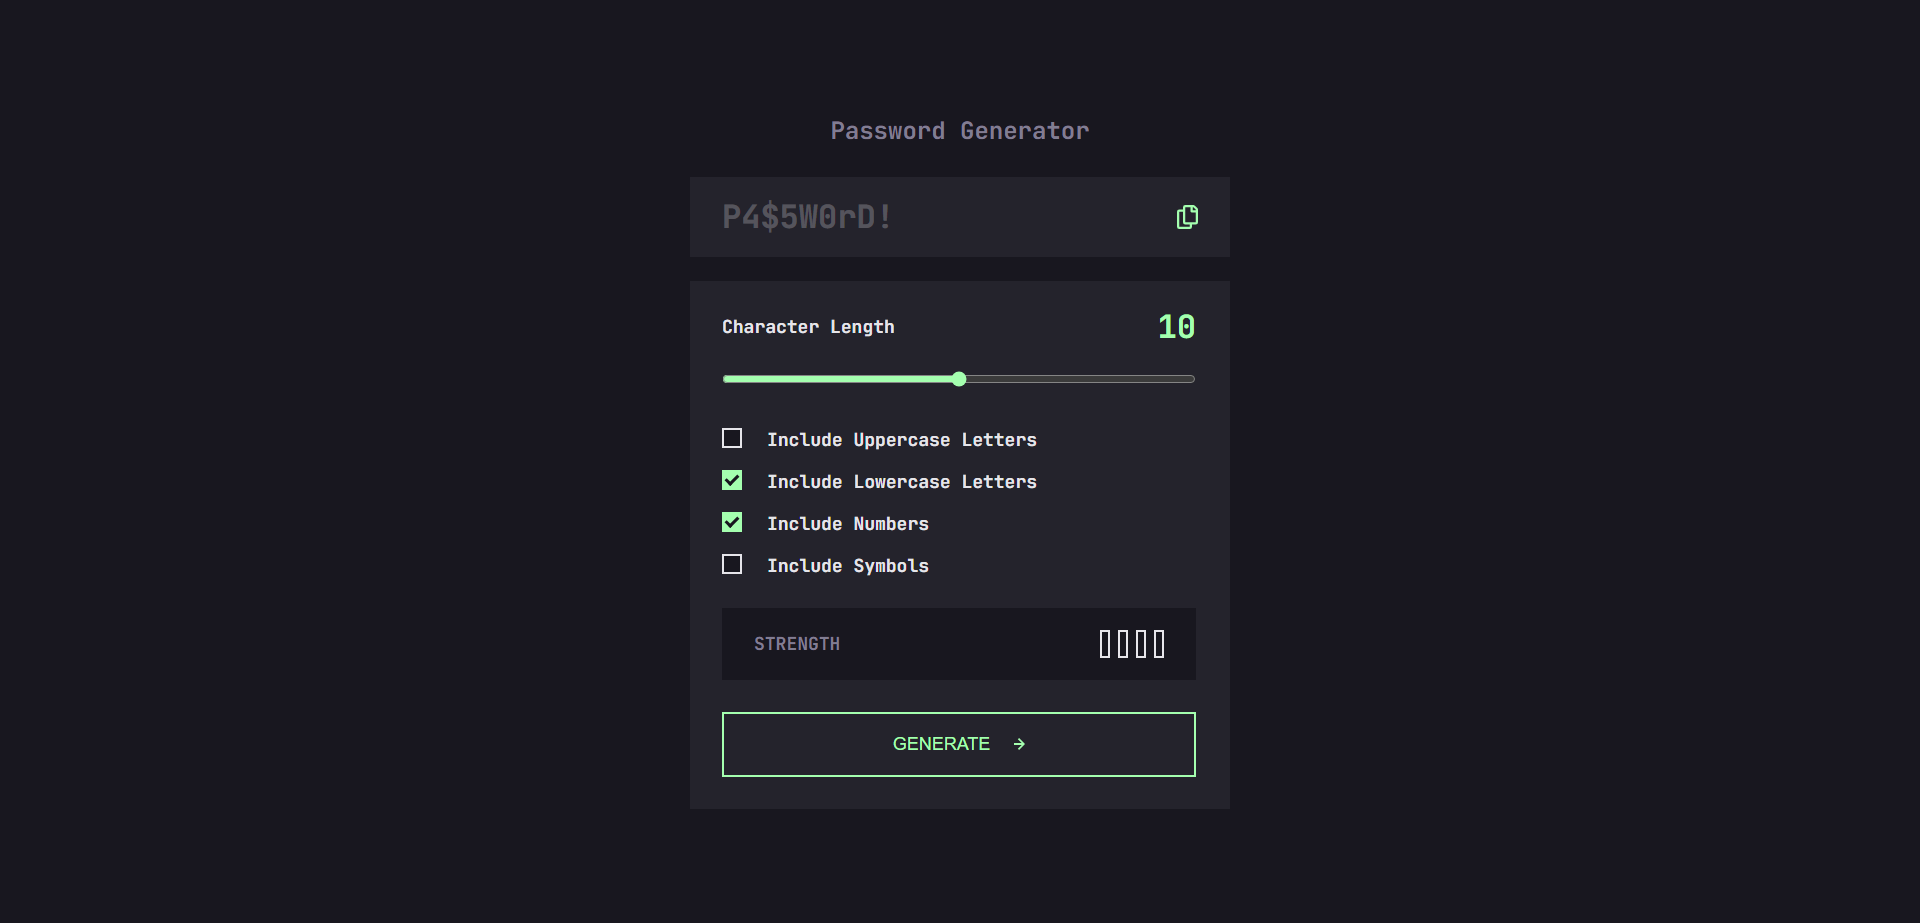 Password Generator
P4$5W0rD!
Character Length 10
Include Uppercase Letters
Include Lowercase Letters
Include Numbers
Include Symbols
STRENGTH
GENERATE →